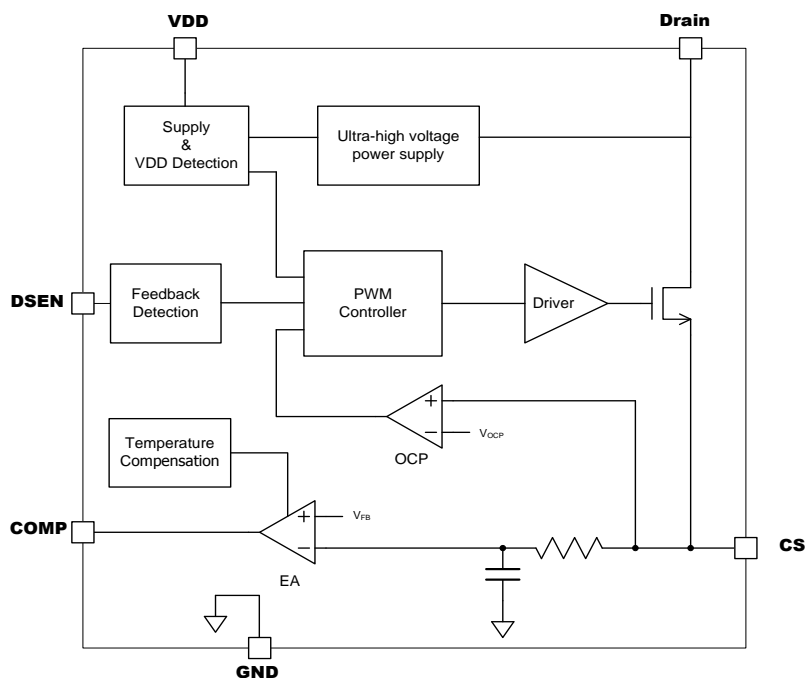 VDD
Drain
Supply
&
VDD Detection
Ultra-high voltage
power supply
DSEN
Feedback
Detection
PWM
Controller
Driver
+
−
VOCP
OCP
Temperature
Compensation
COMP
+
−
VFB
EA
CS
GND